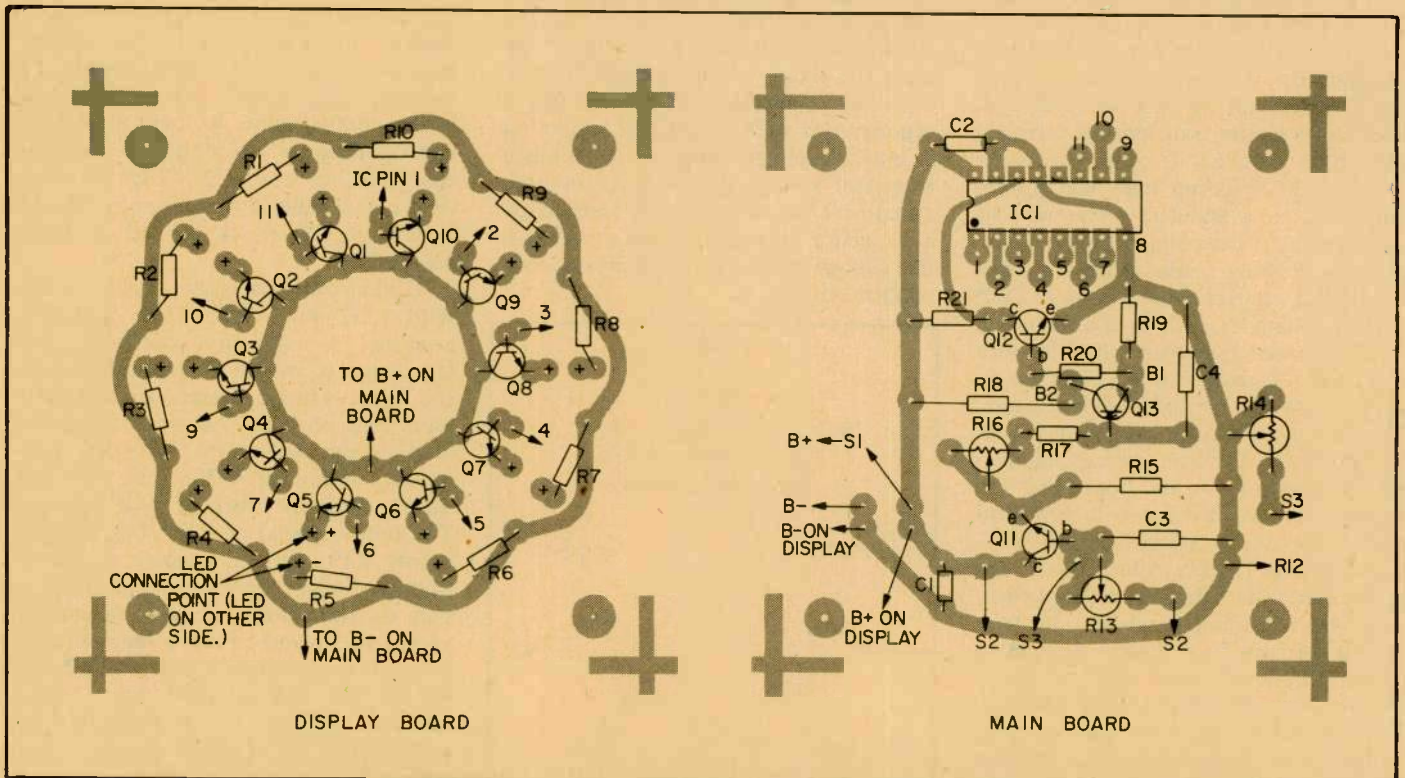 R10
R1
IC PIN 1
R9
11
2
Q1
Q10
R2
Q2
Q9
10
3
R8
Q3
Q8
TO B+ ON
MAIN
BOARD
R3
9
Q4
4
Q7
R7
7
Q5
Q6
5
6
R4
R6
LED
CONNECTION
POINT (LED
ON OTHER
SIDE.)
+ -
R5
TO B- ON
MAIN BOARD
DISPLAY BOARD
C2
10
11
9
IC1
8
1
3
5
7
2
4
6
R21
c
e
Q12
b
R19
R20
B1
C4
R18
B2
Q13
R14
R16
R17
B+
S1
R15
B-
S3
B-ON
DISPLAY
e
Q11
b
C3
c
R12
C1
R13
B+ ON
DISPLAY
S2
S3
S2
MAIN BOARD